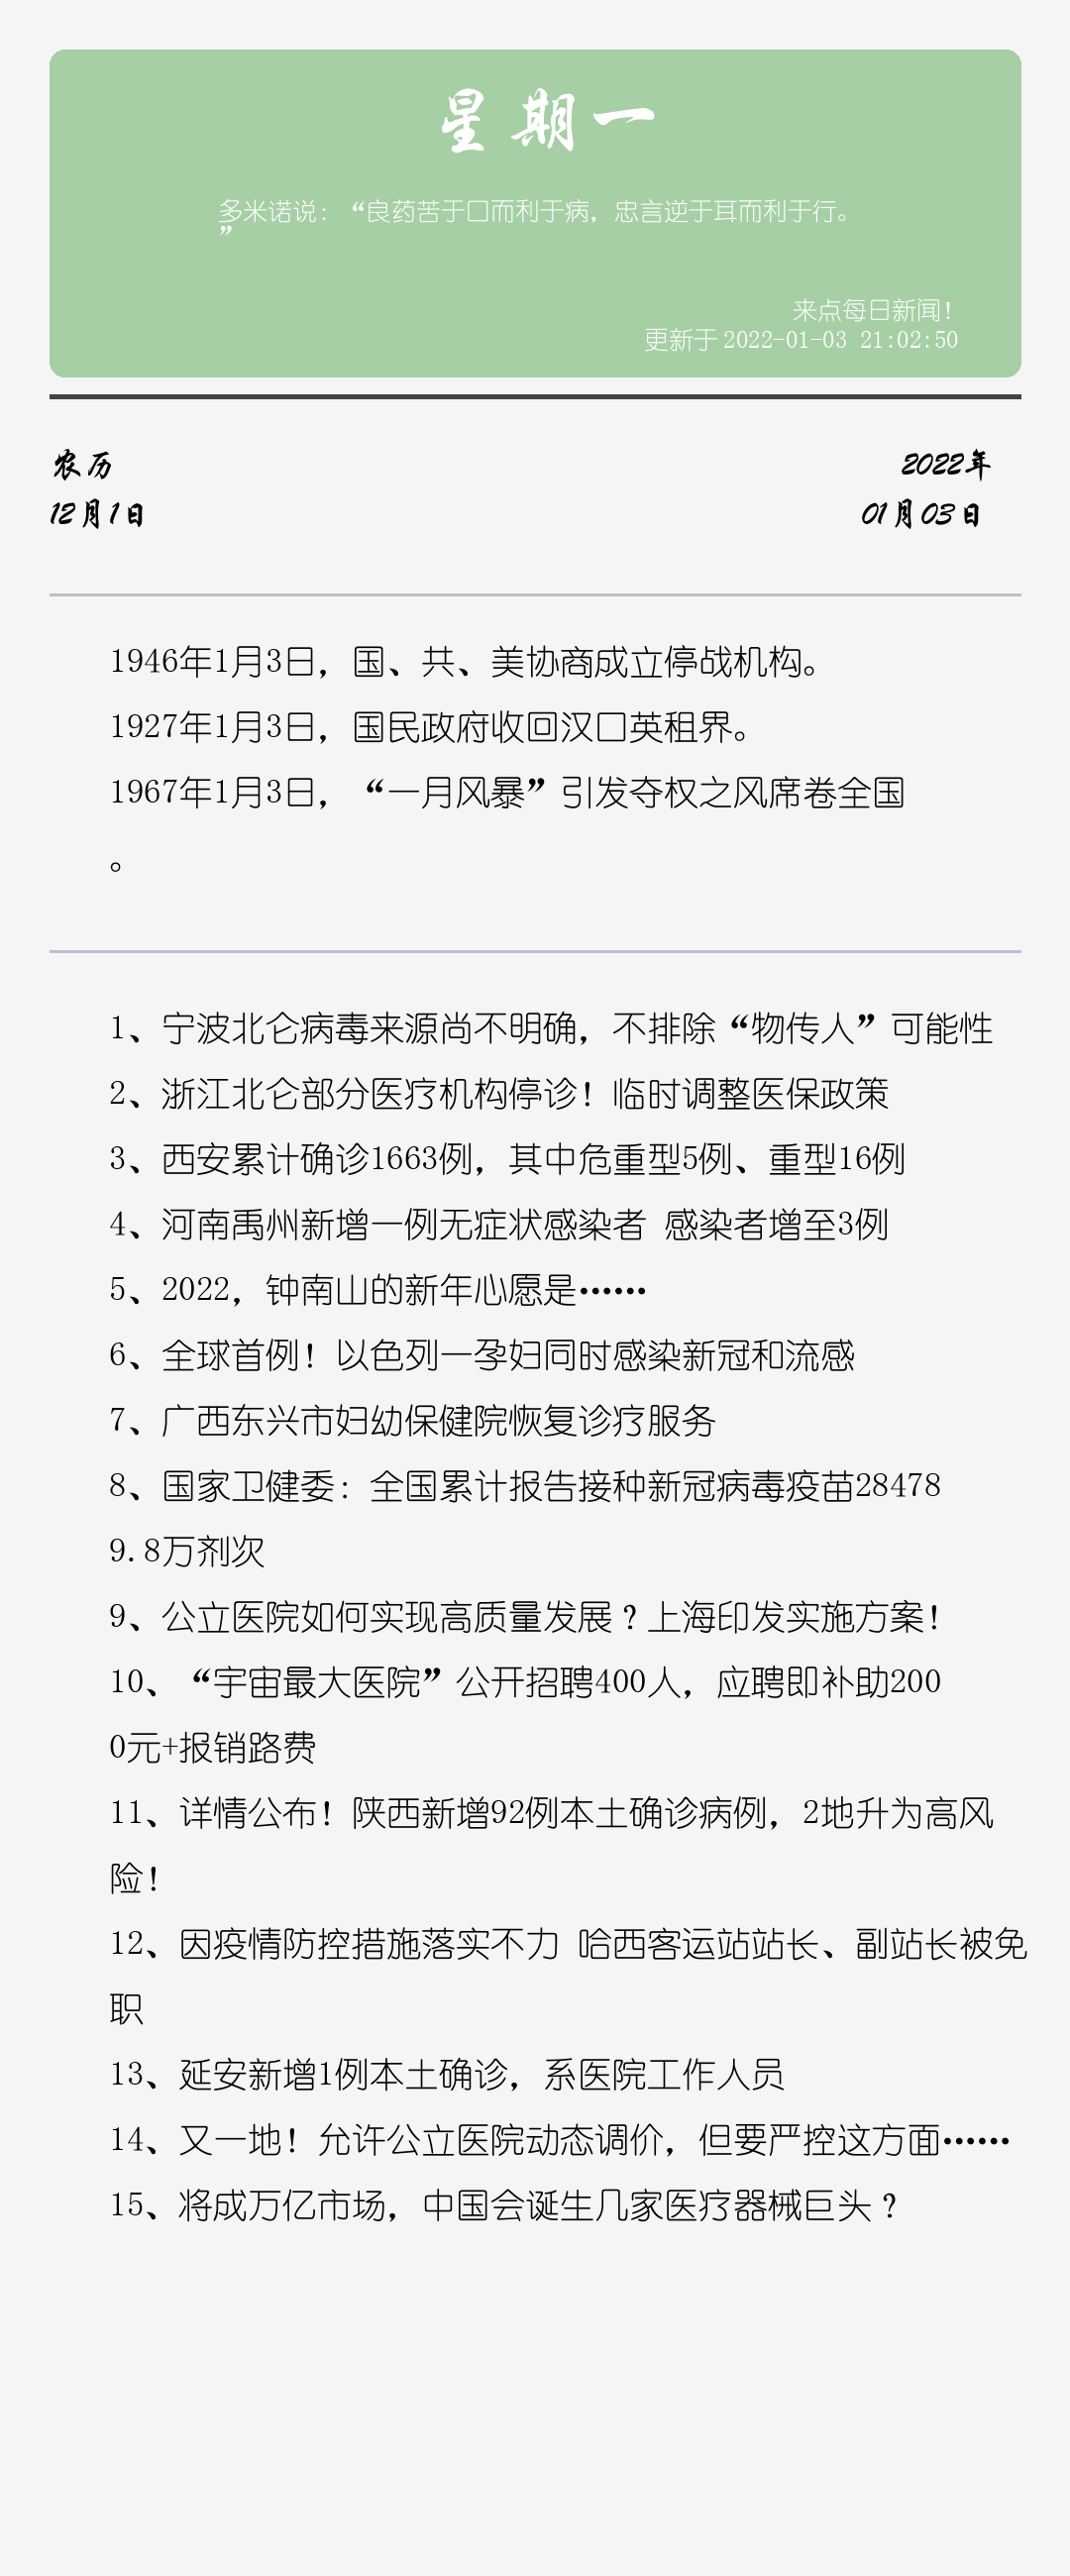 星期一
多米诺说：“良药苦于口而利于病，忠言逆于耳而利于行。
”
来点每日新闻！
更新于 2022-01-03 21:02:50
农历
2022年
12月1日
01月03日
1946年1月3日，国、共、美协商成立停战机构。
1927年1月3日，国民政府收回汉口英租界。
1967年1月3日，“一月风暴”引发夺权之风席卷全国
。
1、宁波北仑病毒来源尚不明确，不排除“物传人”可能性
2、浙江北仑部分医疗机构停诊！临时调整医保政策
3、西安累计确诊1663例，其中危重型5例、重型16例
4、河南禹州新增一例无症状感染者 感染者增至3例
5、2022，钟南山的新年心愿是……
6、全球首例！以色列一孕妇同时感染新冠和流感
7、广西东兴市妇幼保健院恢复诊疗服务
8、国家卫健委：全国累计报告接种新冠病毒疫苗28478
9.8万剂次
9、公立医院如何实现高质量发展？上海印发实施方案！
10、“宇宙最大医院”公开招聘400人，应聘即补助200
0元+报销路费
11、详情公布！陕西新增92例本土确诊病例，2地升为高风
险！
12、因疫情防控措施落实不力 哈西客运站站长、副站长被免
职
13、延安新增1例本土确诊，系医院工作人员
14、又一地！允许公立医院动态调价，但要严控这方面……
15、将成万亿市场，中国会诞生几家医疗器械巨头？